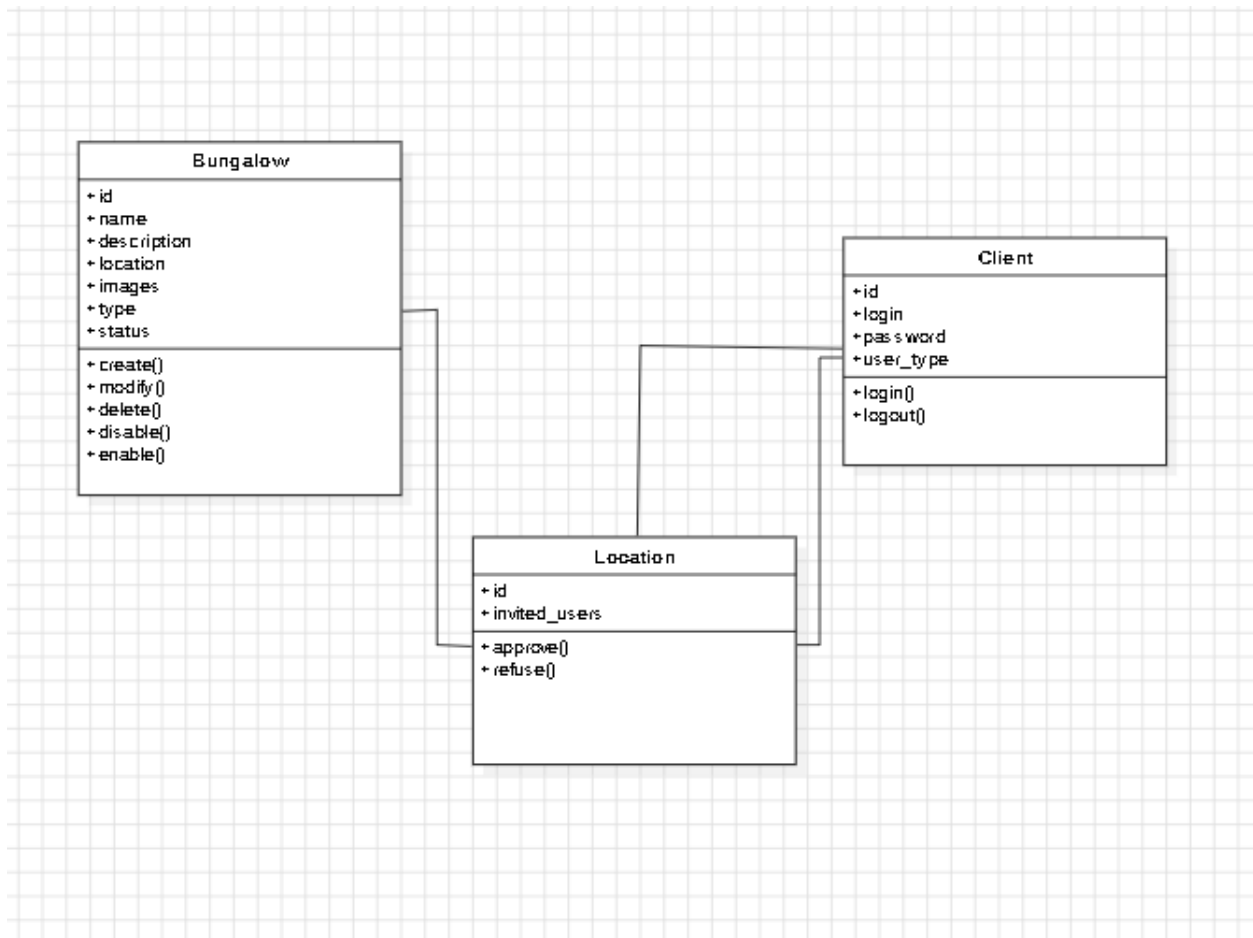 Bungalow
+id
+name
+description
+location
+images
+type
+status
+create()
+modify()
+delete()
+disable()
+enable()
Client
+id
+login
+password
+user_type
+login()
+logout()
Location
+id
+invited_users
+approve()
+refuse()